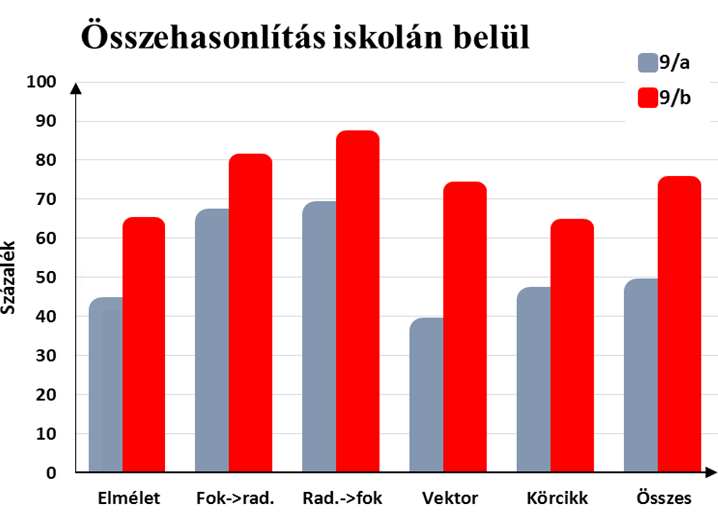 Összehasonlítás iskolán belül
9/a
9/b
100
90
80
70
60
50
40
30
20
10
0
Százalék
Elmélet
Fok->rad.
Rad.->fok
Vektor
Körcikk
Összes